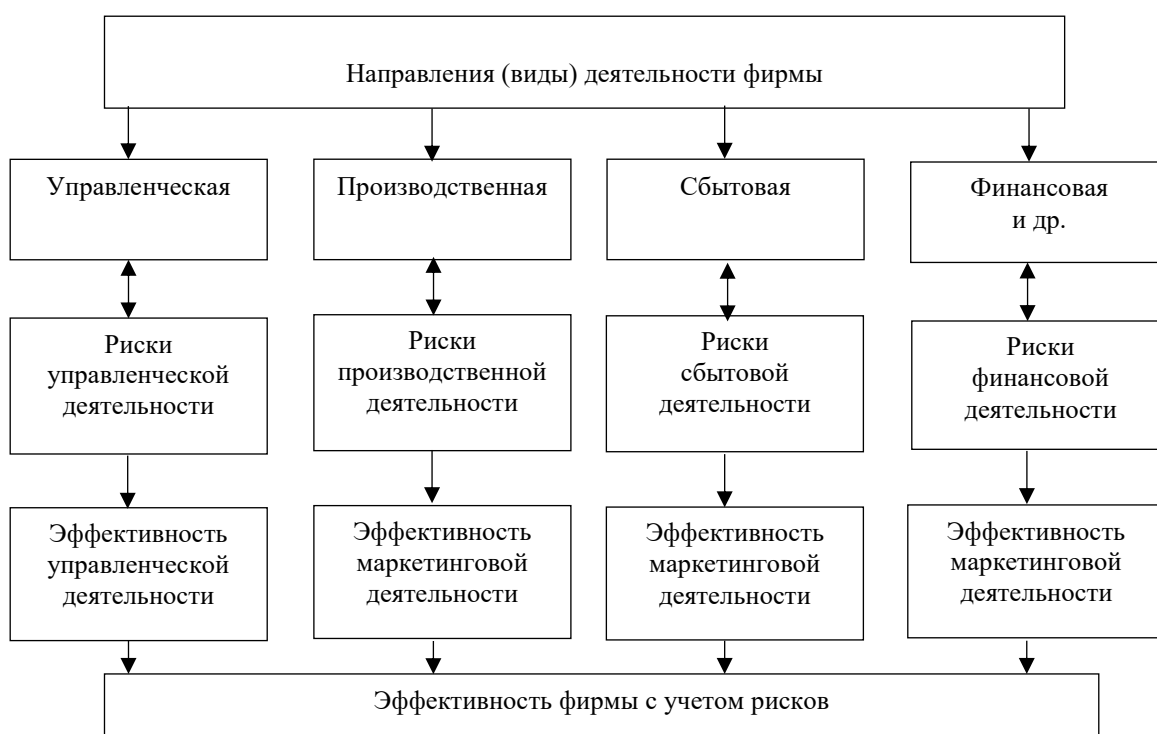 Направления (виды) деятельности фирмы
Управленческая
Производственная
Сбытовая
Финансовая
и др.
Риски
управленческой
деятельности
Риски
производственной
деятельности
Риски
сбытовой
деятельности
Риски
финансовой
деятельности
Эффективность
управленческой
деятельности
Эффективность
маркетинговой
деятельности
Эффективность
маркетинговой
деятельности
Эффективность
маркетинговой
деятельности
Эффективность фирмы с учетом рисков